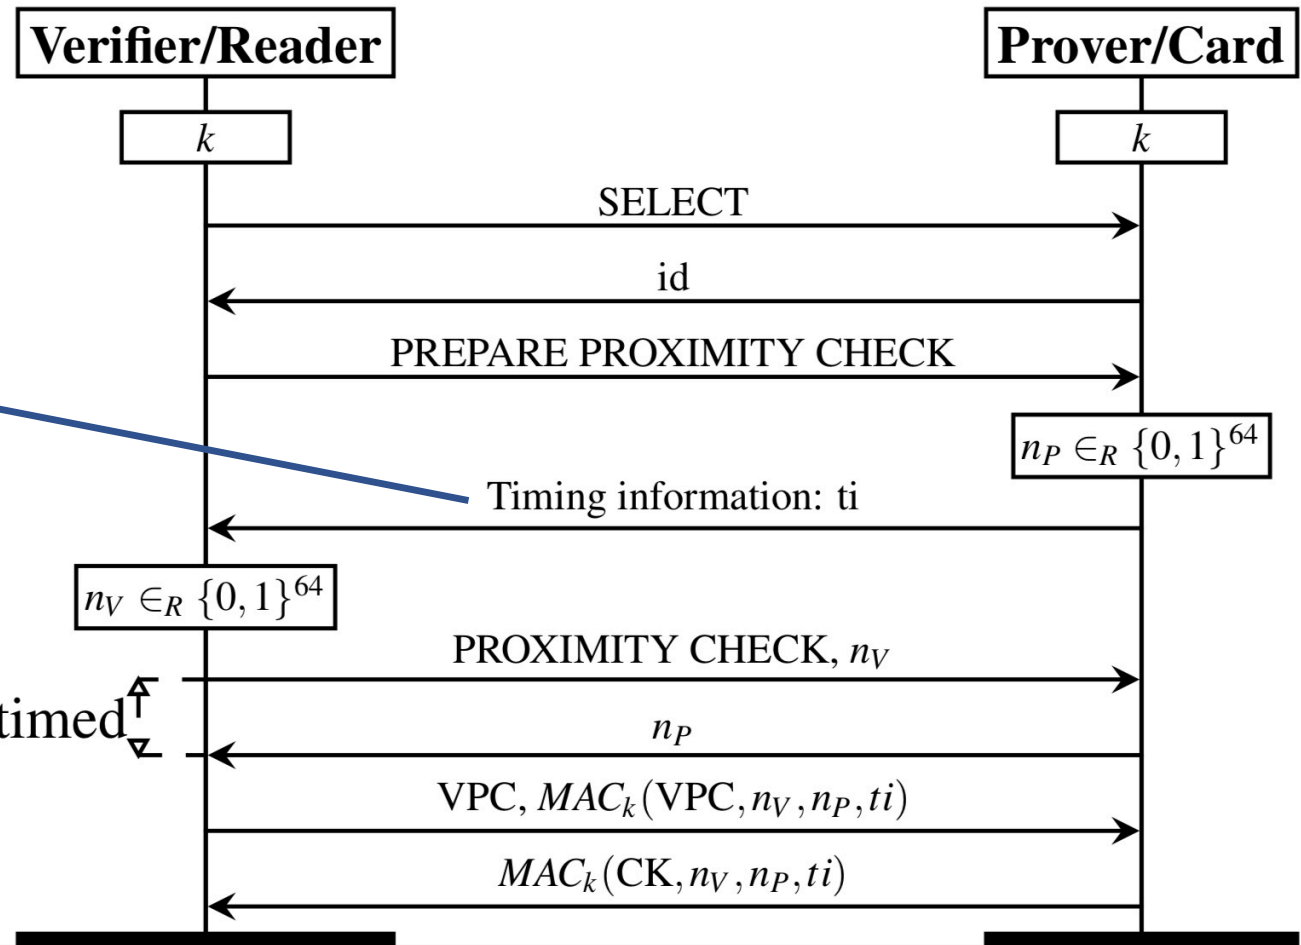 Verifier/Reader
Prover/Card
k
k
SELECT
id
PREPARE PROXIMITY CHECK
n_P ∈_R {0, 1}^64
Timing information: ti
n_V ∈_R {0, 1}^64
PROXIMITY CHECK, n_V
timed
n_P
VPC, MAC_k(VPC, n_V, n_P, ti)
MAC_k(CK, n_V, n_P, ti)